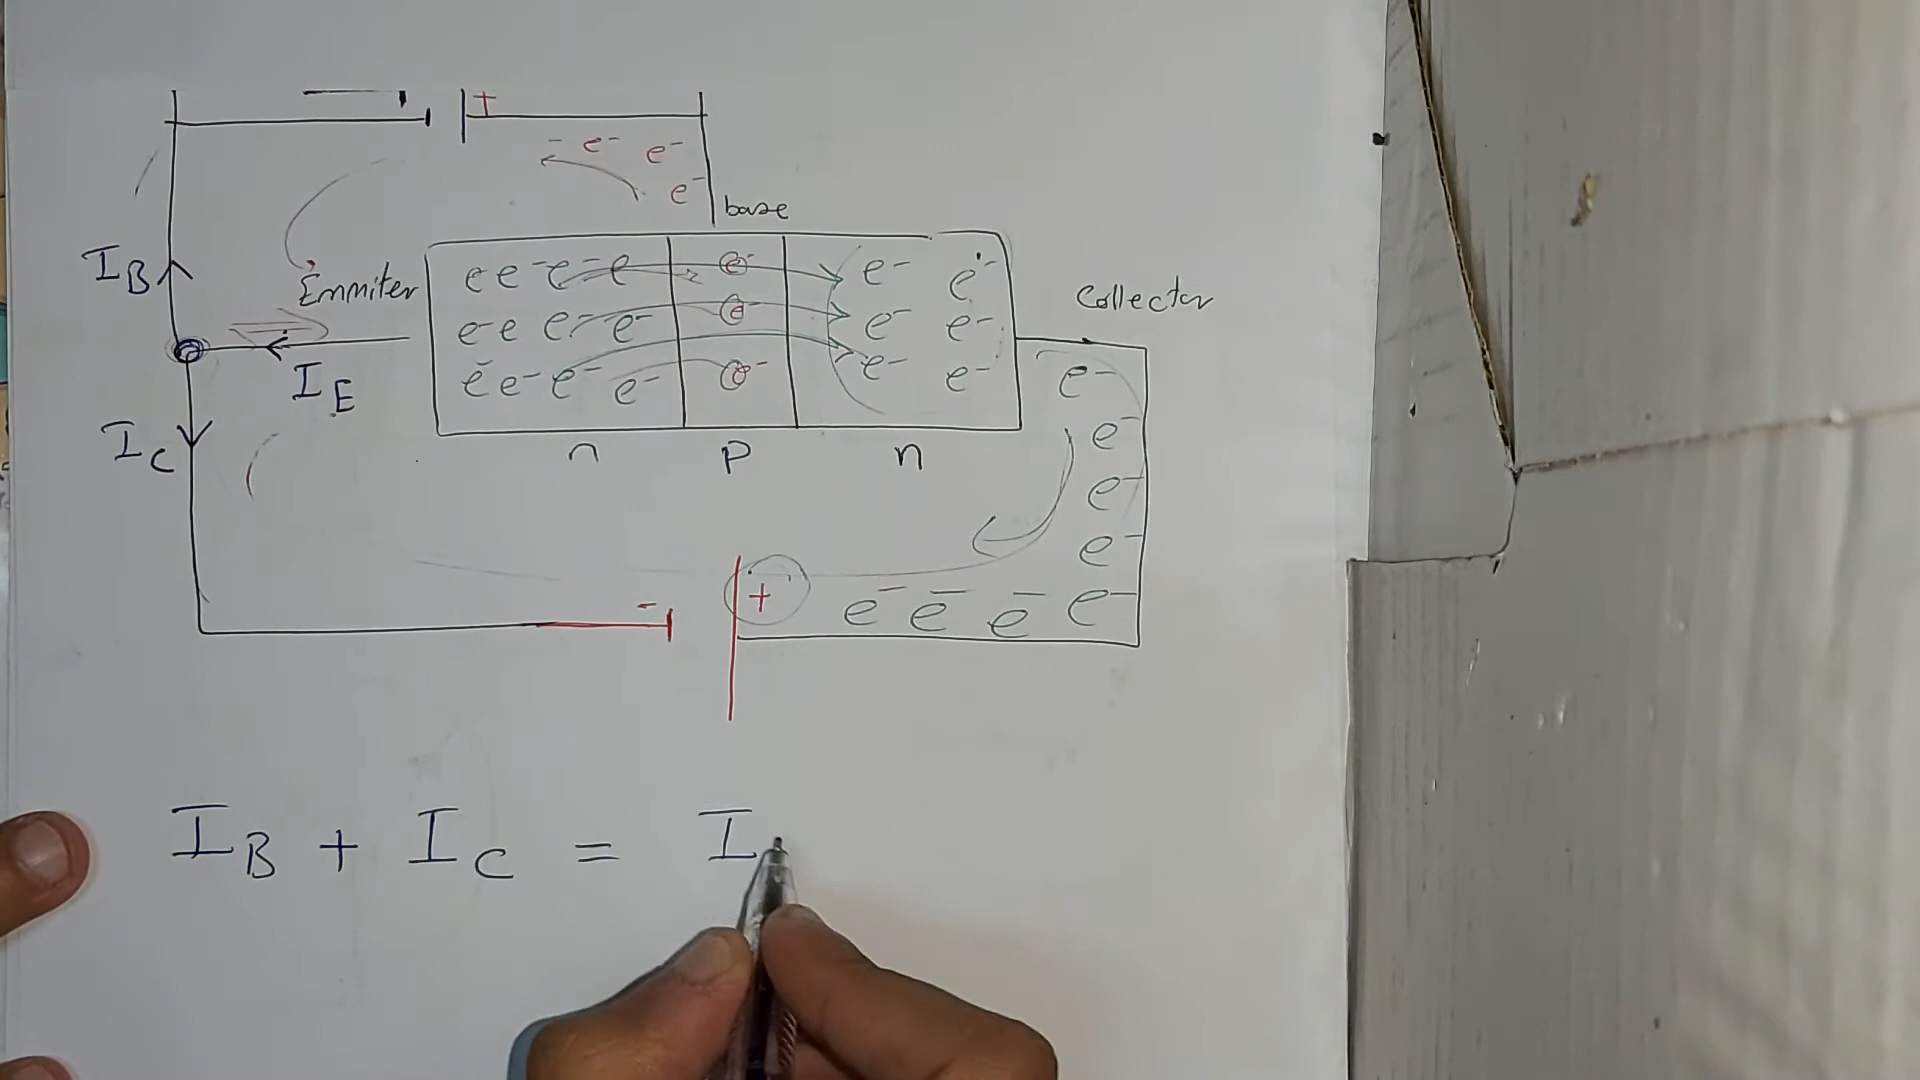 +
- e- e-
e-
base
I_B
Emmiter
e e- e- e e- e- e-
Collector
e- e e- e- e e- e-
I_E
e- e- e- e- e- e- e- e-
I_C
n p n
e-
e-
e-
- + e- e- e- e-
I_B + I_C = I